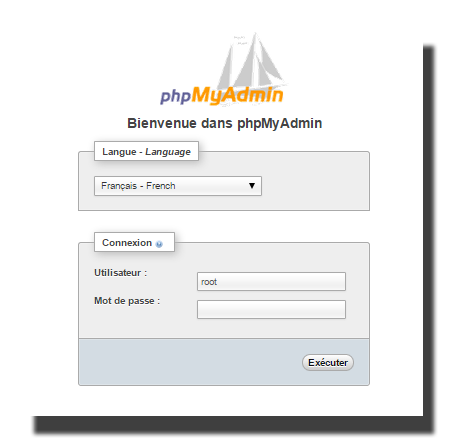 phpMyAdmin
Bienvenue dans phpMyAdmin
Langue - Language
Français - French
Connexion
Utilisateur :
root
Mot de passe :
Exécuter